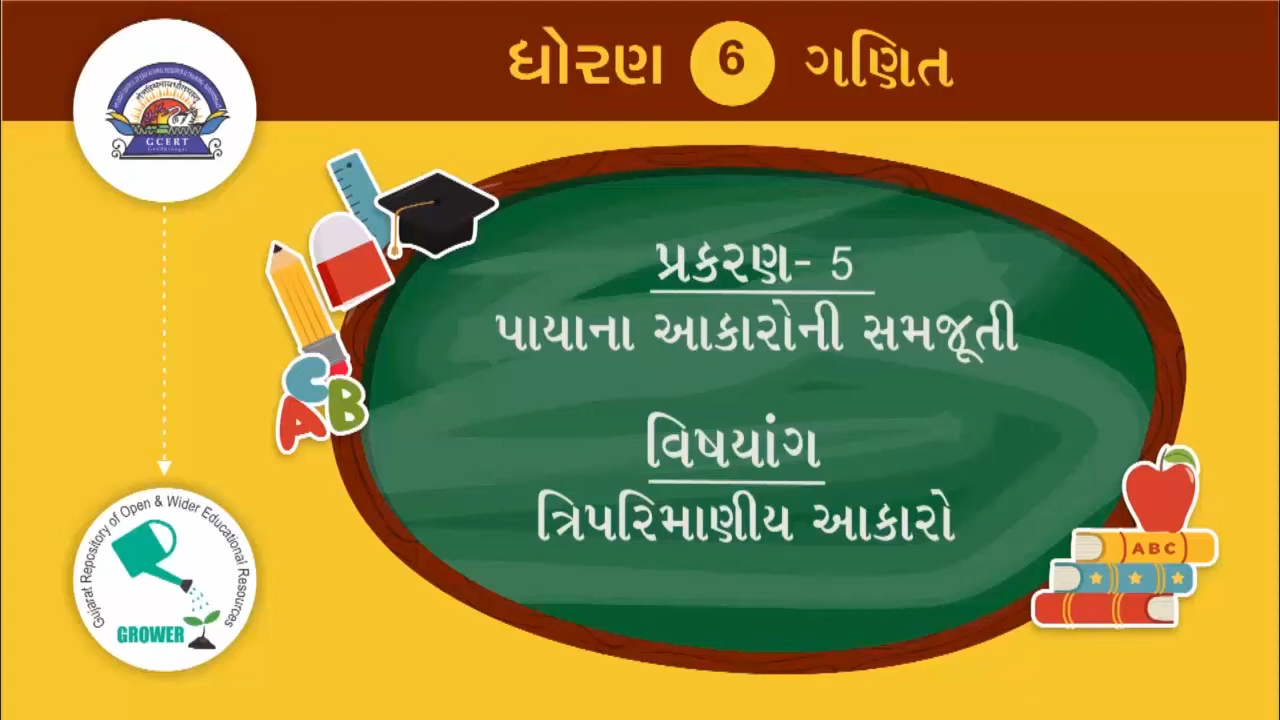 ધોરણ 6 ગણિત
GCERT
પ્રકરણ- 5
પાયાના આકારોની સમજૂતી
વિષયાંગ
ત્રિપરિમાણીય આકારો
C
A B
ABC
Gujarat Repository of Open & Wider Educational Resources
GROWER